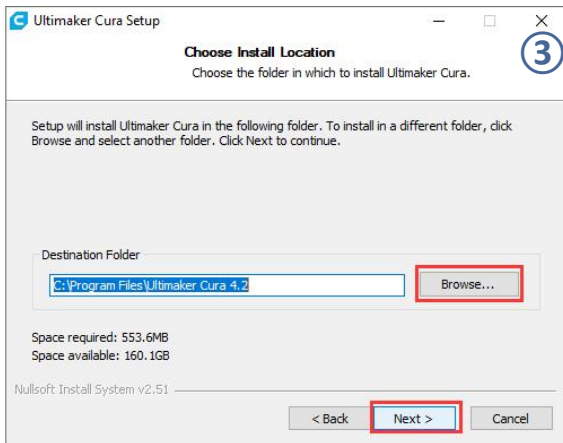 Ultimaker Cura Setup
③
Choose Install Location
Choose the folder in which to install Ultimaker Cura.
Setup will install Ultimaker Cura in the following folder. To install in a different folder, click
Browse and select another folder. Click Next to continue.
Destination Folder
C:\Program Files\Ultimaker Cura 4.2
Browse...
Space required: 553.6MB
Space available: 160.1GB
Nullsoft Install System v2.51
< Back Next > Cancel